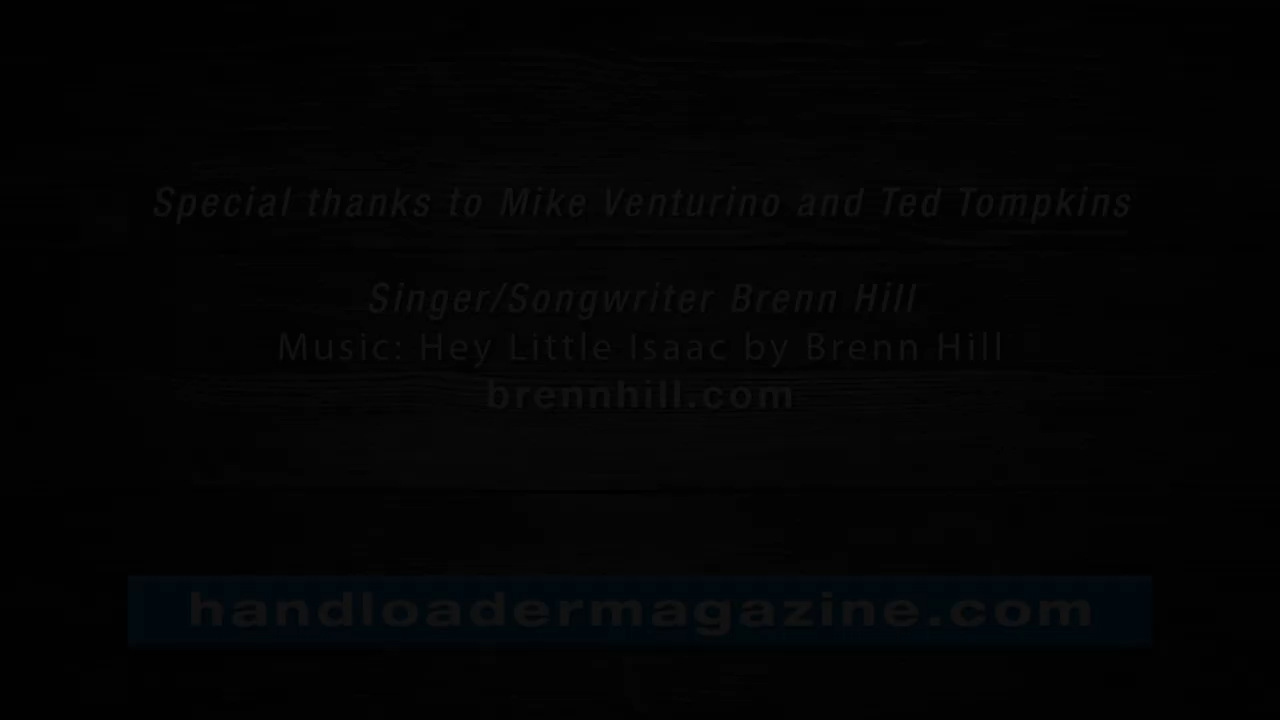 Special thanks to Mike Venturino and Ted Tompkins
Singer/Songwriter Brenn Hill
Music: Hey Little Isaac by Brenn Hill
brennhill.com
handloadermagazine.com